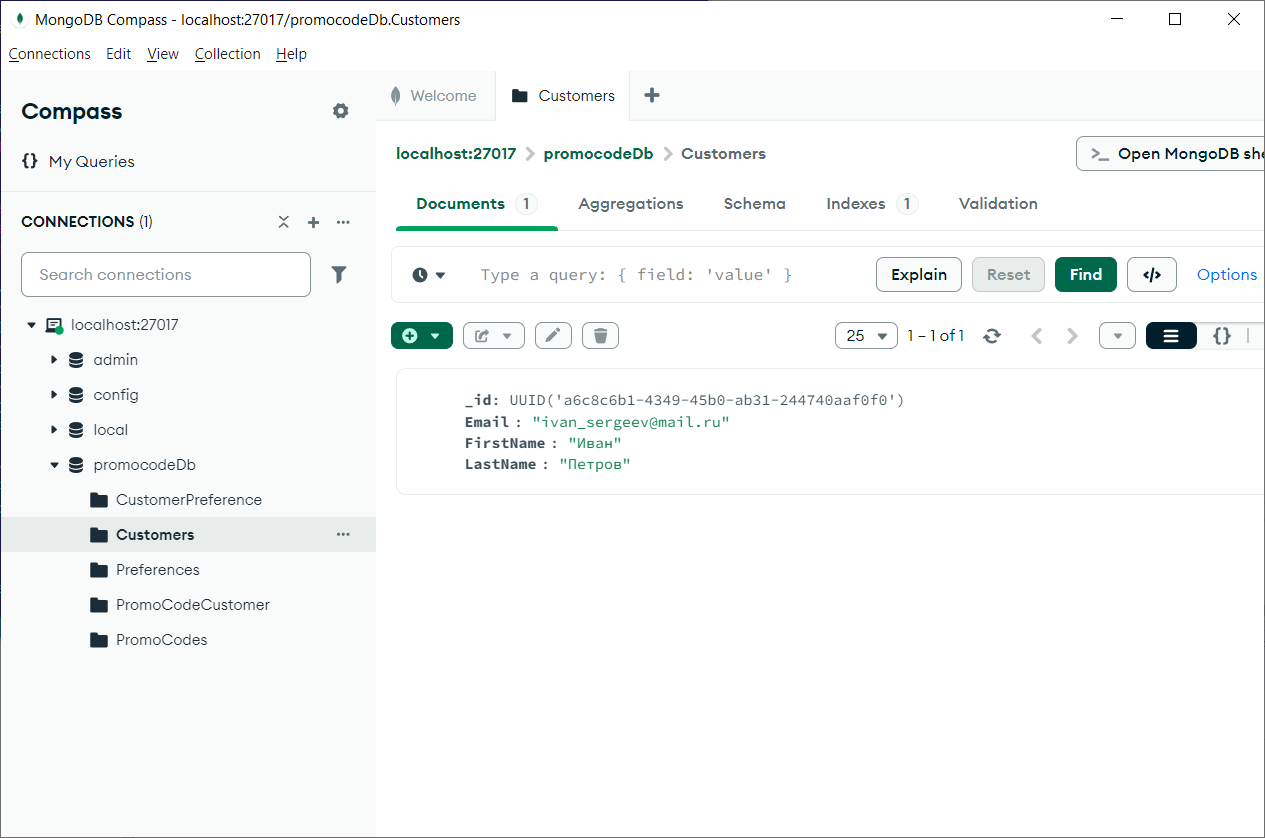 MongoDB Compass - localhost:27017/promocodeDb.Customers
Connections Edit View Collection Help
Compass
{} My Queries
CONNECTIONS (1)
Search connections
localhost:27017
admin
config
local
promocodeDb
CustomerPreference
Customers
Preferences
PromoCodeCustomer
PromoCodes
Welcome Customers
localhost:27017 > promocodeDb > Customers
>_ Open MongoDB she
Documents 1 Aggregations Schema Indexes 1 Validation
Type a query: { field: 'value' } Explain Reset Find </> Options
25 1 – 1 of 1 {}
_id: UUID('a6c8c6b1-4349-45b0-ab31-244740aaf0f0')
Email : "ivan_sergeev@mail.ru"
FirstName : "Иван"
LastName : "Петров"